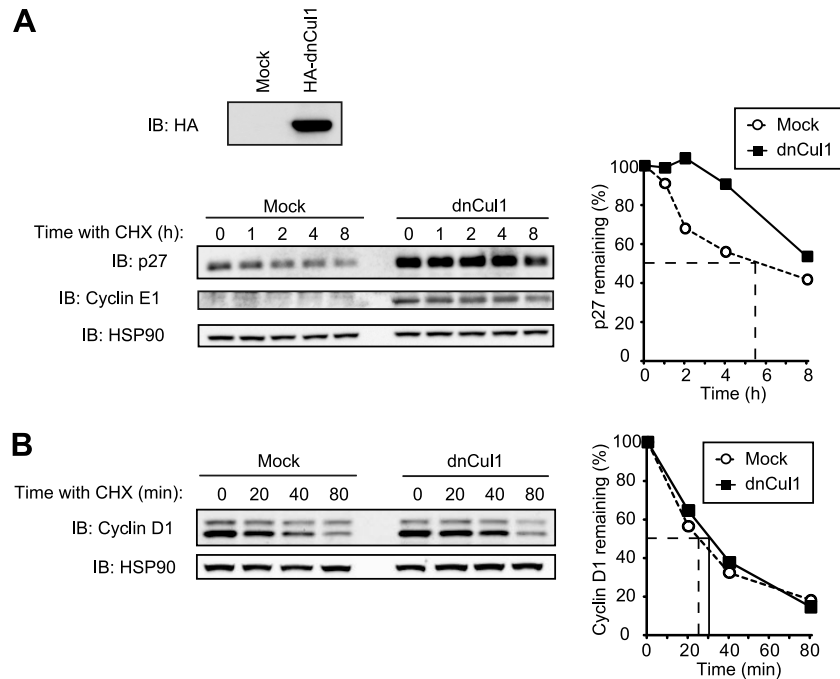 A
Mock
HA-dnCul1
IB: HA
Mock
dnCul1
Time with CHX (h):
0 1 2 4 8
0 1 2 4 8
IB: p27
IB: Cyclin E1
IB: HSP90
Mock
dnCul1
p27 remaining (%)
100
80
60
40
20
0
0 2 4 6 8
Time (h)
B
Mock
dnCul1
Time with CHX (min):
0 20 40 80
0 20 40 80
IB: Cyclin D1
IB: HSP90
Mock
dnCul1
Cyclin D1 remaining (%)
100
80
60
40
20
0
0 20 40 60 80
Time (min)